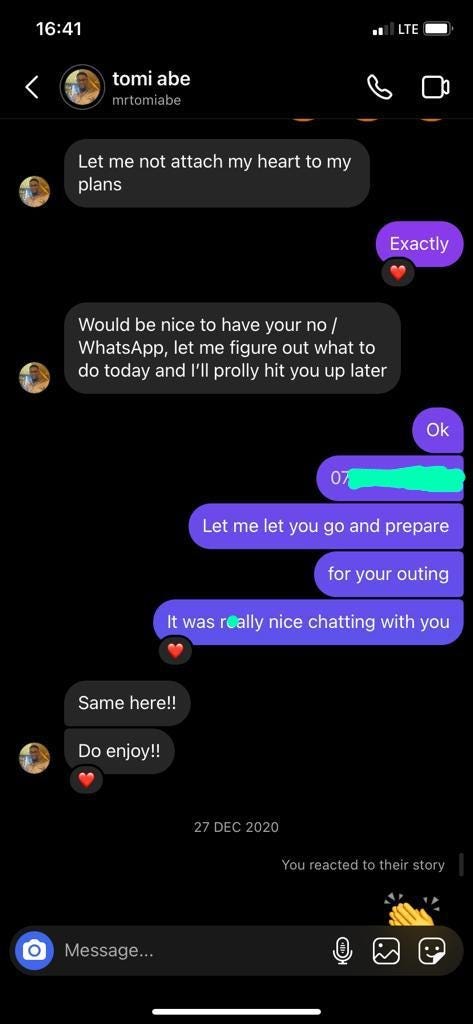 16:41
LTE
tomi abe
mrtomiabe
Let me not attach my heart to my
plans
Exactly
Would be nice to have your no /
WhatsApp, let me figure out what to
do today and I'll prolly hit you up later
Ok
07
Let me let you go and prepare
for your outing
It was really nice chatting with you
Same here!!
Do enjoy!!
27 DEC 2020
You reacted to their story
Message...